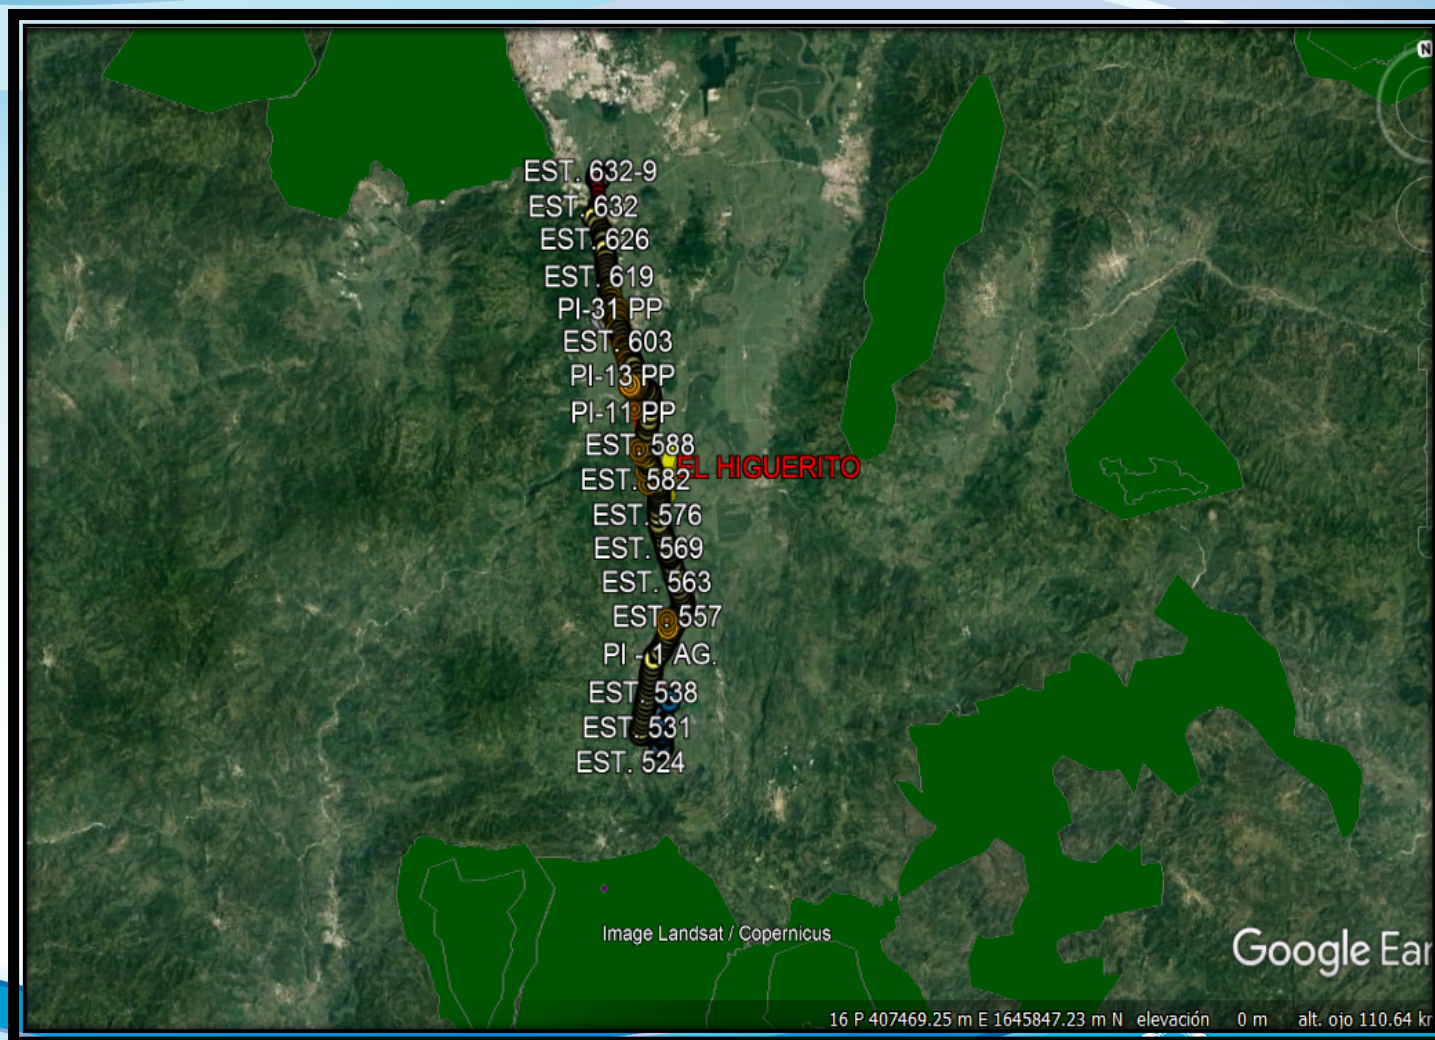 N
EST. 632-9
EST. 632
EST. 626
EST. 619
PI-31 PP
EST. 603
PI-13 PP
PI-11 PP
EST. 588
EL HIGUERITO
EST. 582
EST. 576
EST. 569
EST. 563
EST. 557
PI - 1 AG.
EST. 538
EST. 531
EST. 524
Image Landsat / Copernicus
Google Ear
16 P 407469.25 m E 1645847.23 m N elevación 0 m alt. ojo 110.64 k